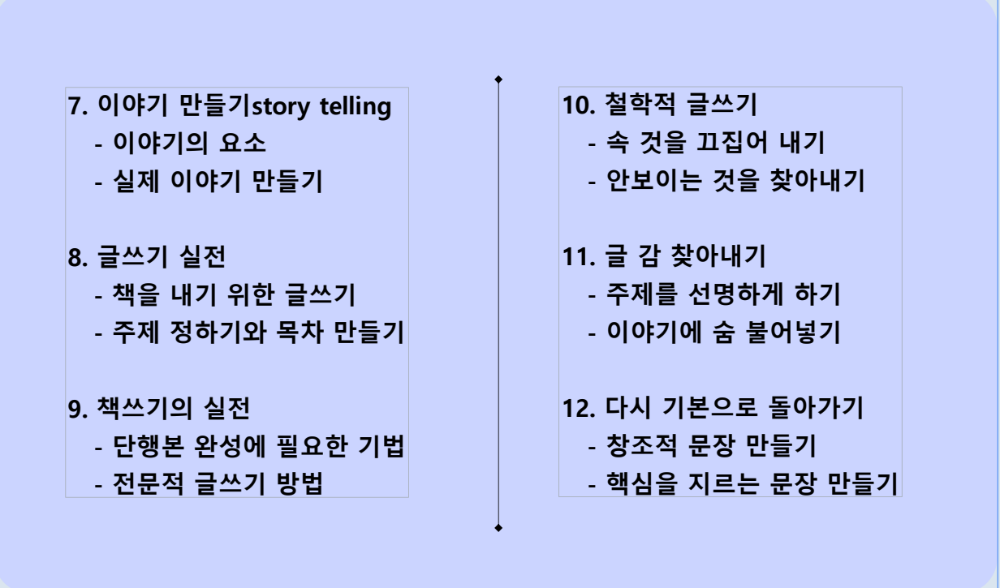 7. 이야기 만들기story telling
- 이야기의 요소
- 실제 이야기 만들기
8. 글쓰기 실전
- 책을 내기 위한 글쓰기
- 주제 정하기와 목차 만들기
9. 책쓰기의 실전
- 단행본 완성에 필요한 기법
- 전문적 글쓰기 방법
10. 철학적 글쓰기
- 속 것을 끄집어 내기
- 안보이는 것을 찾아내기
11. 글 감 찾아내기
- 주제를 선명하게 하기
- 이야기에 숨 불어넣기
12. 다시 기본으로 돌아가기
- 창조적 문장 만들기
- 핵심을 지르는 문장 만들기